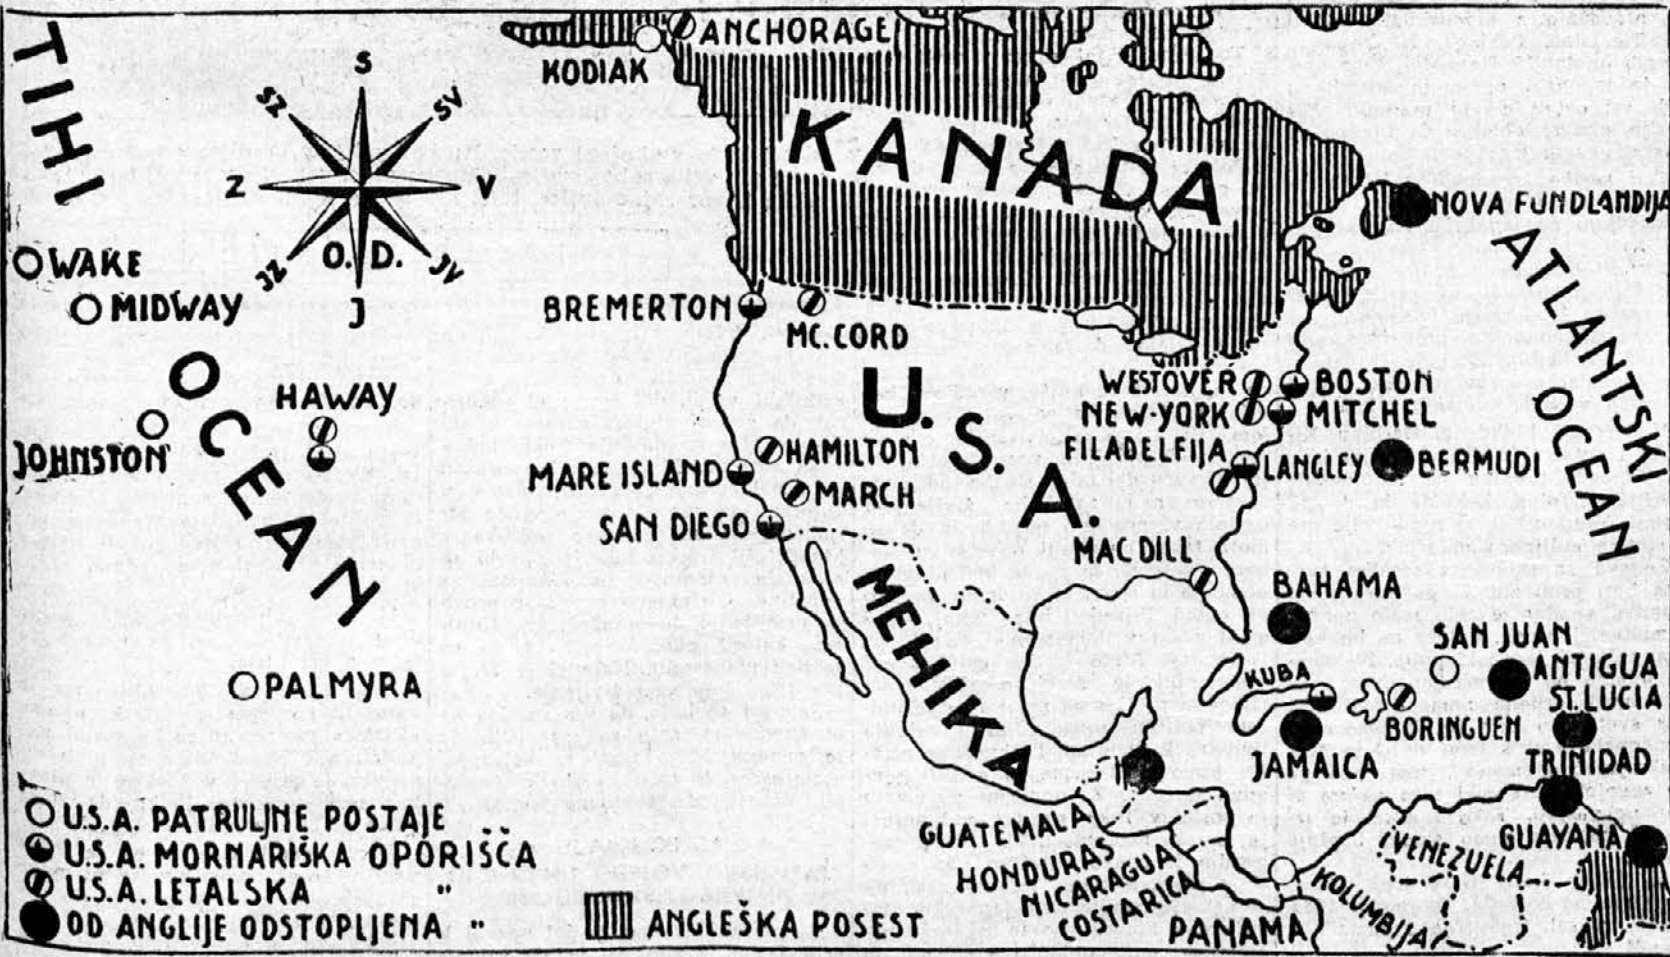 TIHI
OCEAN
S
SV
V
JV
J
JZ
Z
SZ
O. D.
WAKE
MIDWAY
JOHNSTON
HAWAY
PALMYRA
ANCHORAGE
KODIAK
KANADA
NOVA FUNDLANDIJA
ATLANTSKI
OCEAN
BREMERTON
MC. CORD
U. S. A.
WESTOVER
BOSTON
NEW-YORK
MITCHEL
FILADELFIJA
LANGLEY
BERMUDI
HAMILTON
MARE ISLAND
MARCH
SAN DIEGO
MAC DILL
BAHAMA
MEHIKA
SAN JUAN
KUBA
ANTIGUA
ST. LUCIA
BORINGUEN
JAMAICA
TRINIDAD
GUATEMALA
HONDURAS
NICARAGUA
COSTARICA
PANAMA
KOLUMBIJA
VENEZUELA
GUAYANA
U.S.A. PATRULJNE POSTAJE
U.S.A. MORNARIŠKA OPORIŠČA
U.S.A. LETALSKA "
OD ANGLIJE ODSTOPLJENA "
ANGLEŠKA POSEST